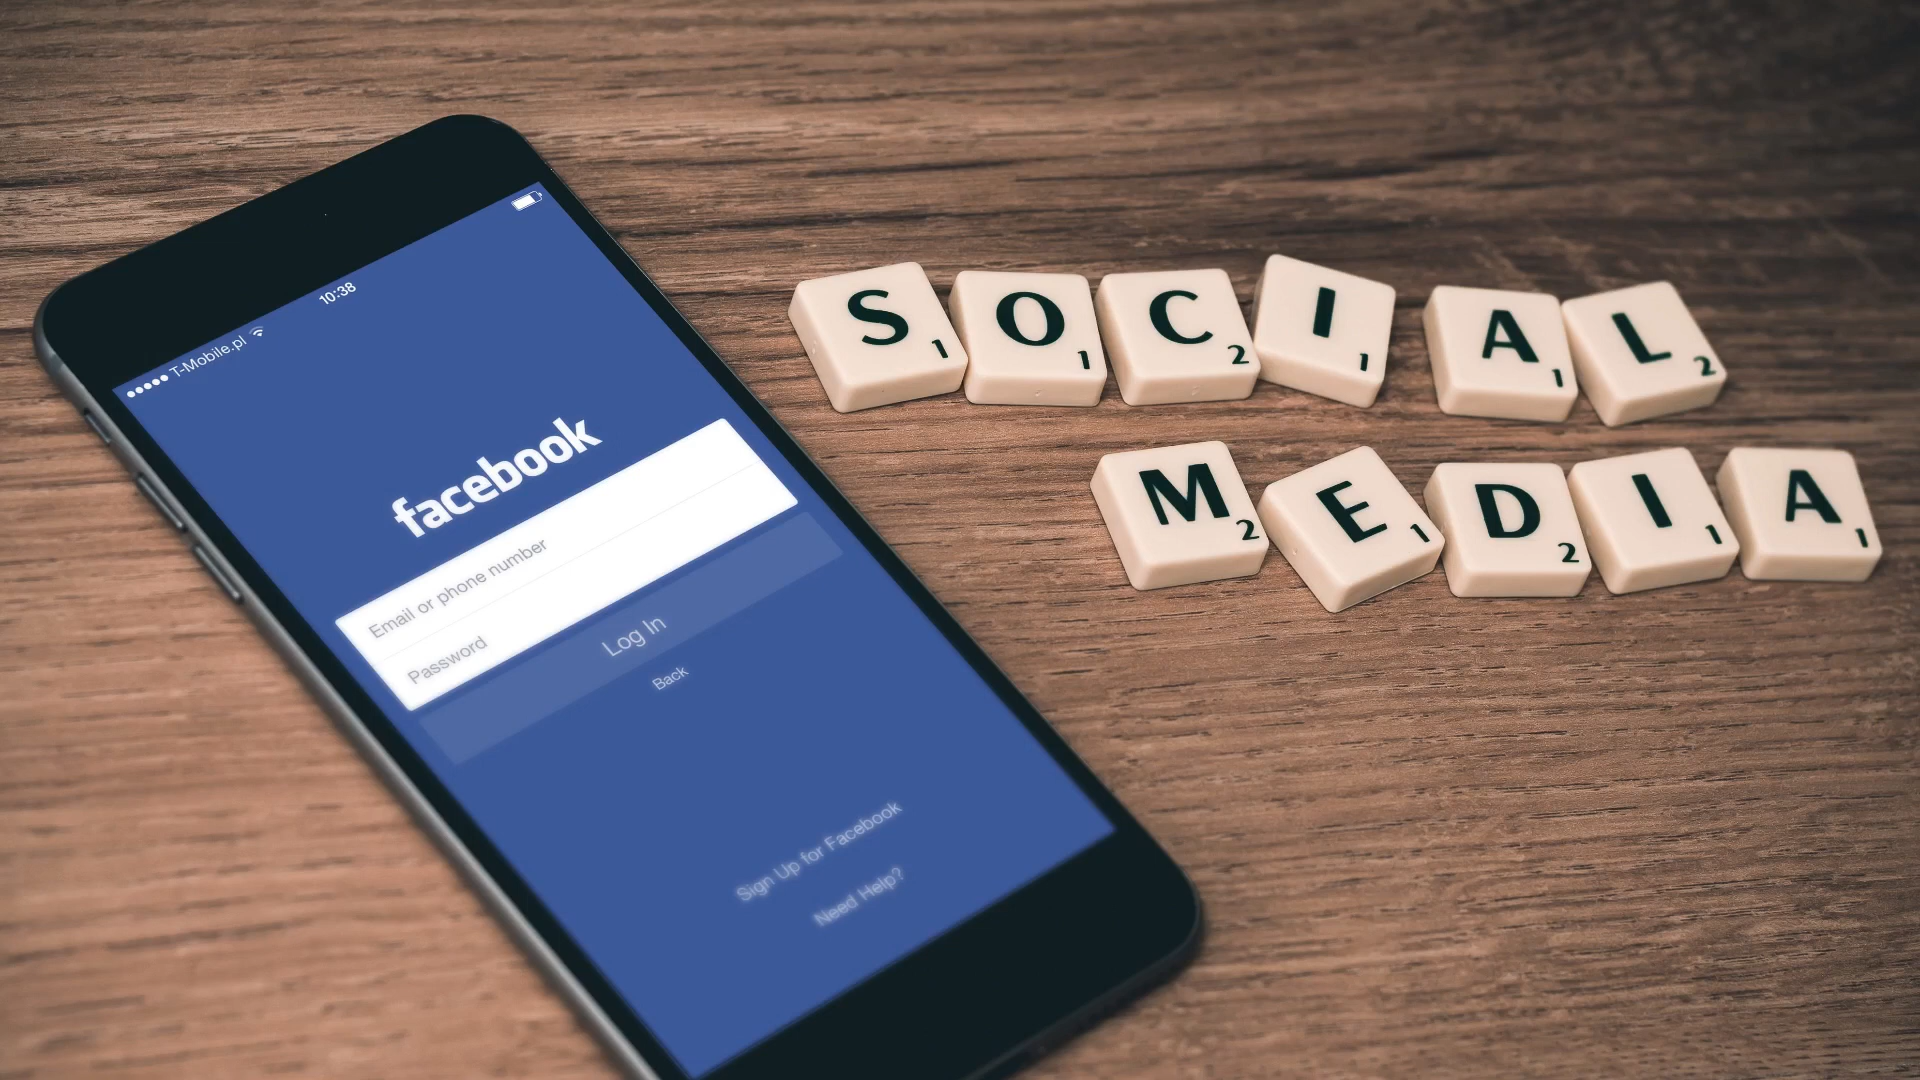 ●●●●● T-Mobile.pl
10:38
facebook
Email or phone number
Password
Log In
Back
Sign Up for Facebook
Need Help?
S1 O1 C2 I1 A1 L2
M2 E1 D2 I1 A1